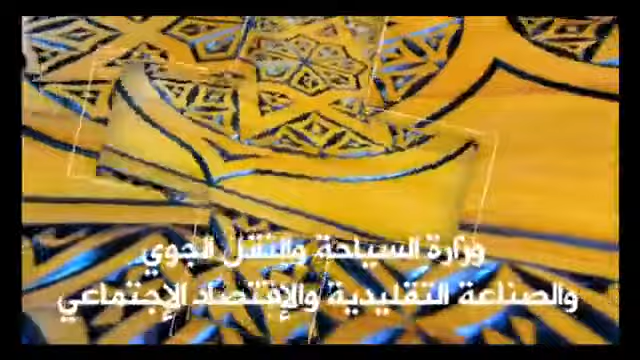 وزارة السياحة والنقل الجوي
والصناعة التقليدية والإقتصاد الإجتماعي